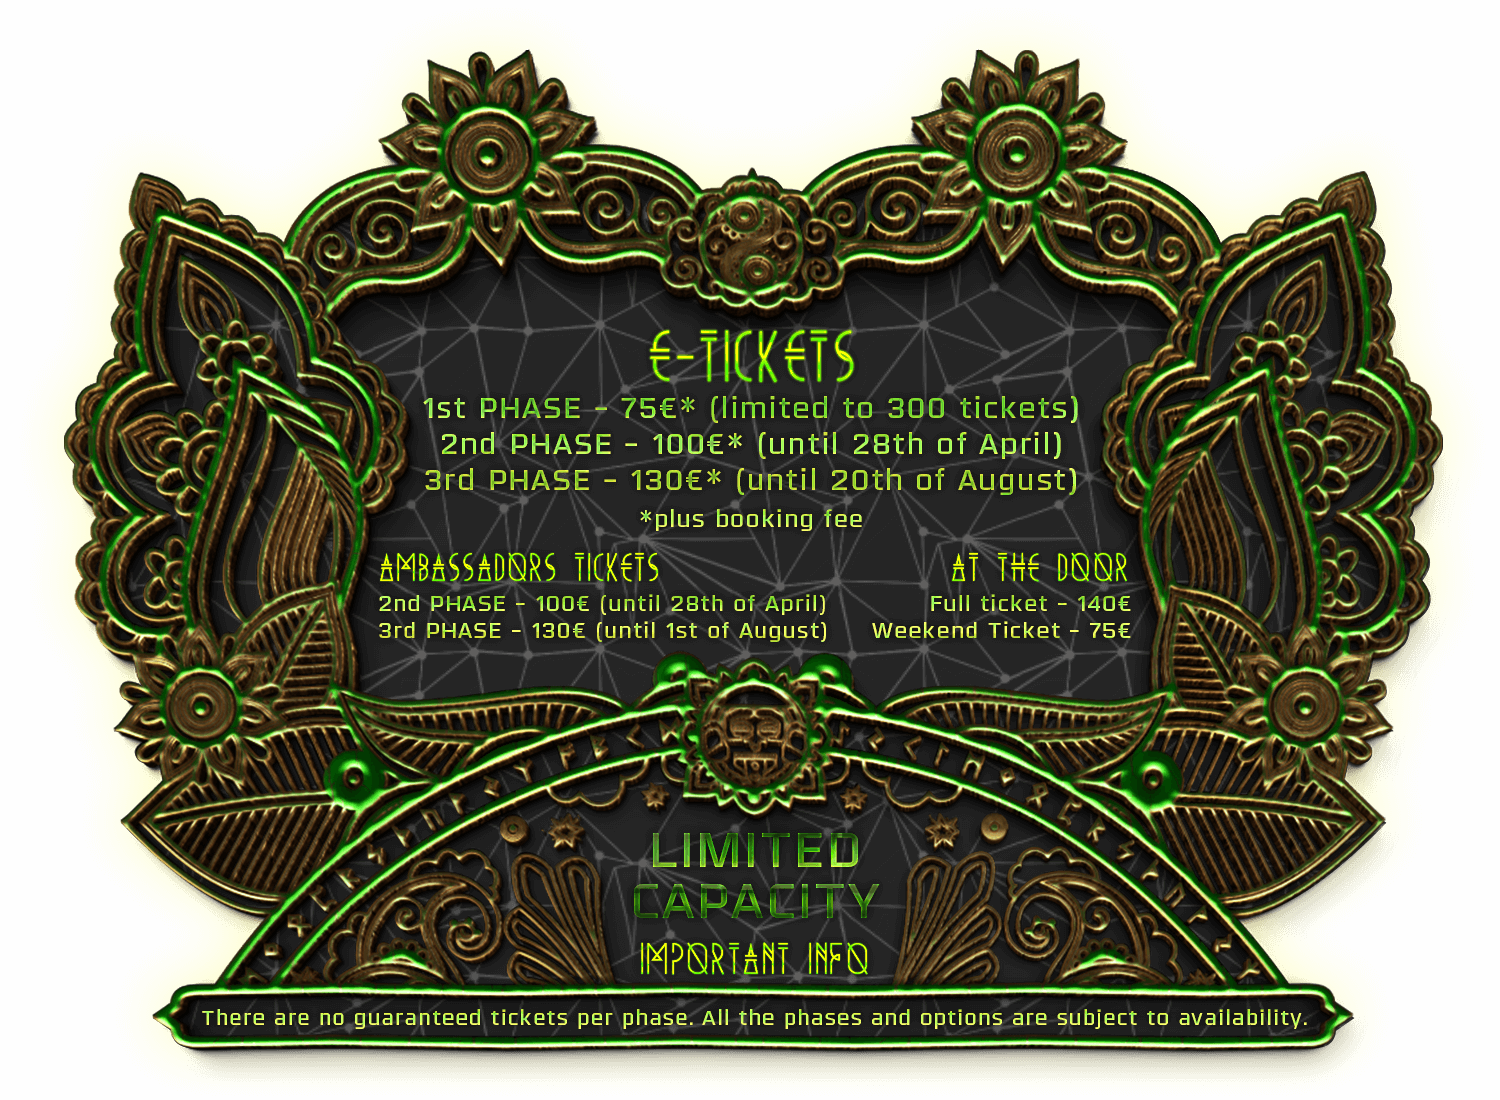 E-TICKETS
1st PHASE - 75€* (limited to 300 tickets)
2nd PHASE - 100€* (until 28th of April)
3rd PHASE - 130€* (until 20th of August)
*plus booking fee
AMBASSADORS TICKETS
2nd PHASE - 100€ (until 28th of April)
3rd PHASE - 130€ (until 1st of August)
AT THE DOOR
Full ticket - 140€
Weekend Ticket - 75€
LIMITED
CAPACITY
IMPORTANT INFO
There are no guaranteed tickets per phase. All the phases and options are subject to availability.